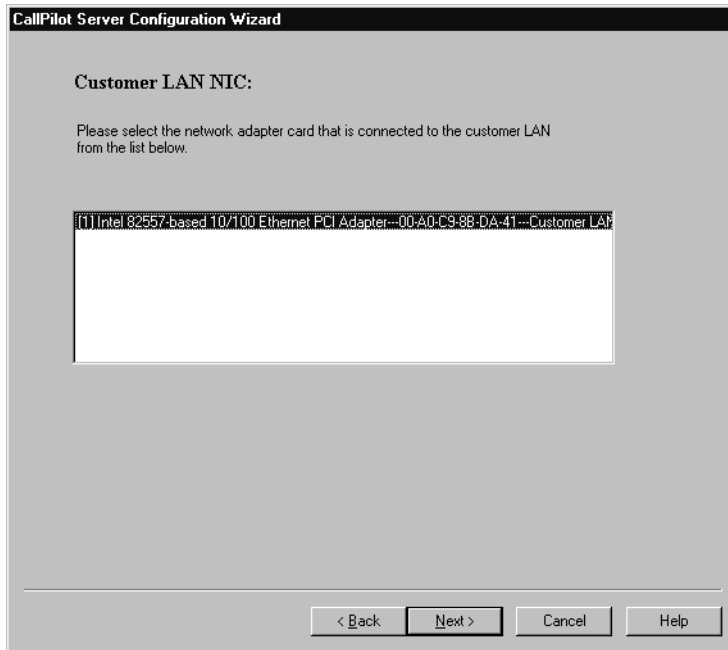 CallPilot Server Configuration Wizard
Customer LAN NIC:
Please select the network adapter card that is connected to the customer LAN
from the list below.
[1] Intel 82557-based 10/100 Ethernet PCI Adapter---00-A0-C9-8B-DA-41---Customer LAN
< Back
Next >
Cancel
Help